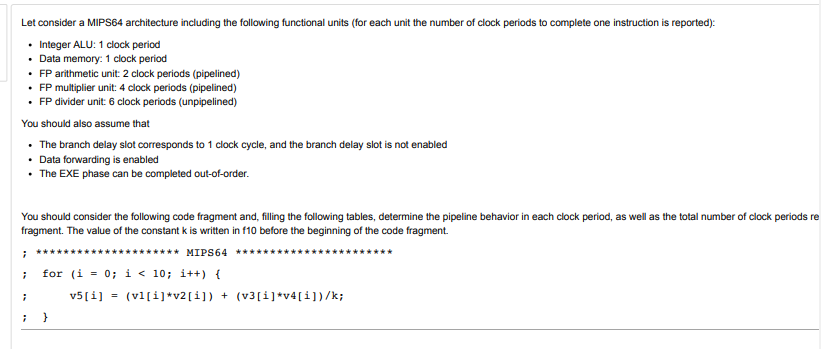 Let consider a MIPS64 architecture including the following functional units (for each unit the number of clock periods to complete one instruction is reported):
• Integer ALU: 1 clock period
• Data memory: 1 clock period
• FP arithmetic unit: 2 clock periods (pipelined)
• FP multiplier unit: 4 clock periods (pipelined)
• FP divider unit: 6 clock periods (unpipelined)
You should also assume that
• The branch delay slot corresponds to 1 clock cycle, and the branch delay slot is not enabled
• Data forwarding is enabled
• The EXE phase can be completed out-of-order.
You should consider the following code fragment and, filling the following tables, determine the pipeline behavior in each clock period, as well as the total number of clock periods re
fragment. The value of the constant k is written in f10 before the beginning of the code fragment.
; ********************** MIPS64 ************************
; for (i = 0; i < 10; i++) {
; v5[i] = (v1[i]*v2[i]) + (v3[i]*v4[i])/k;
; }